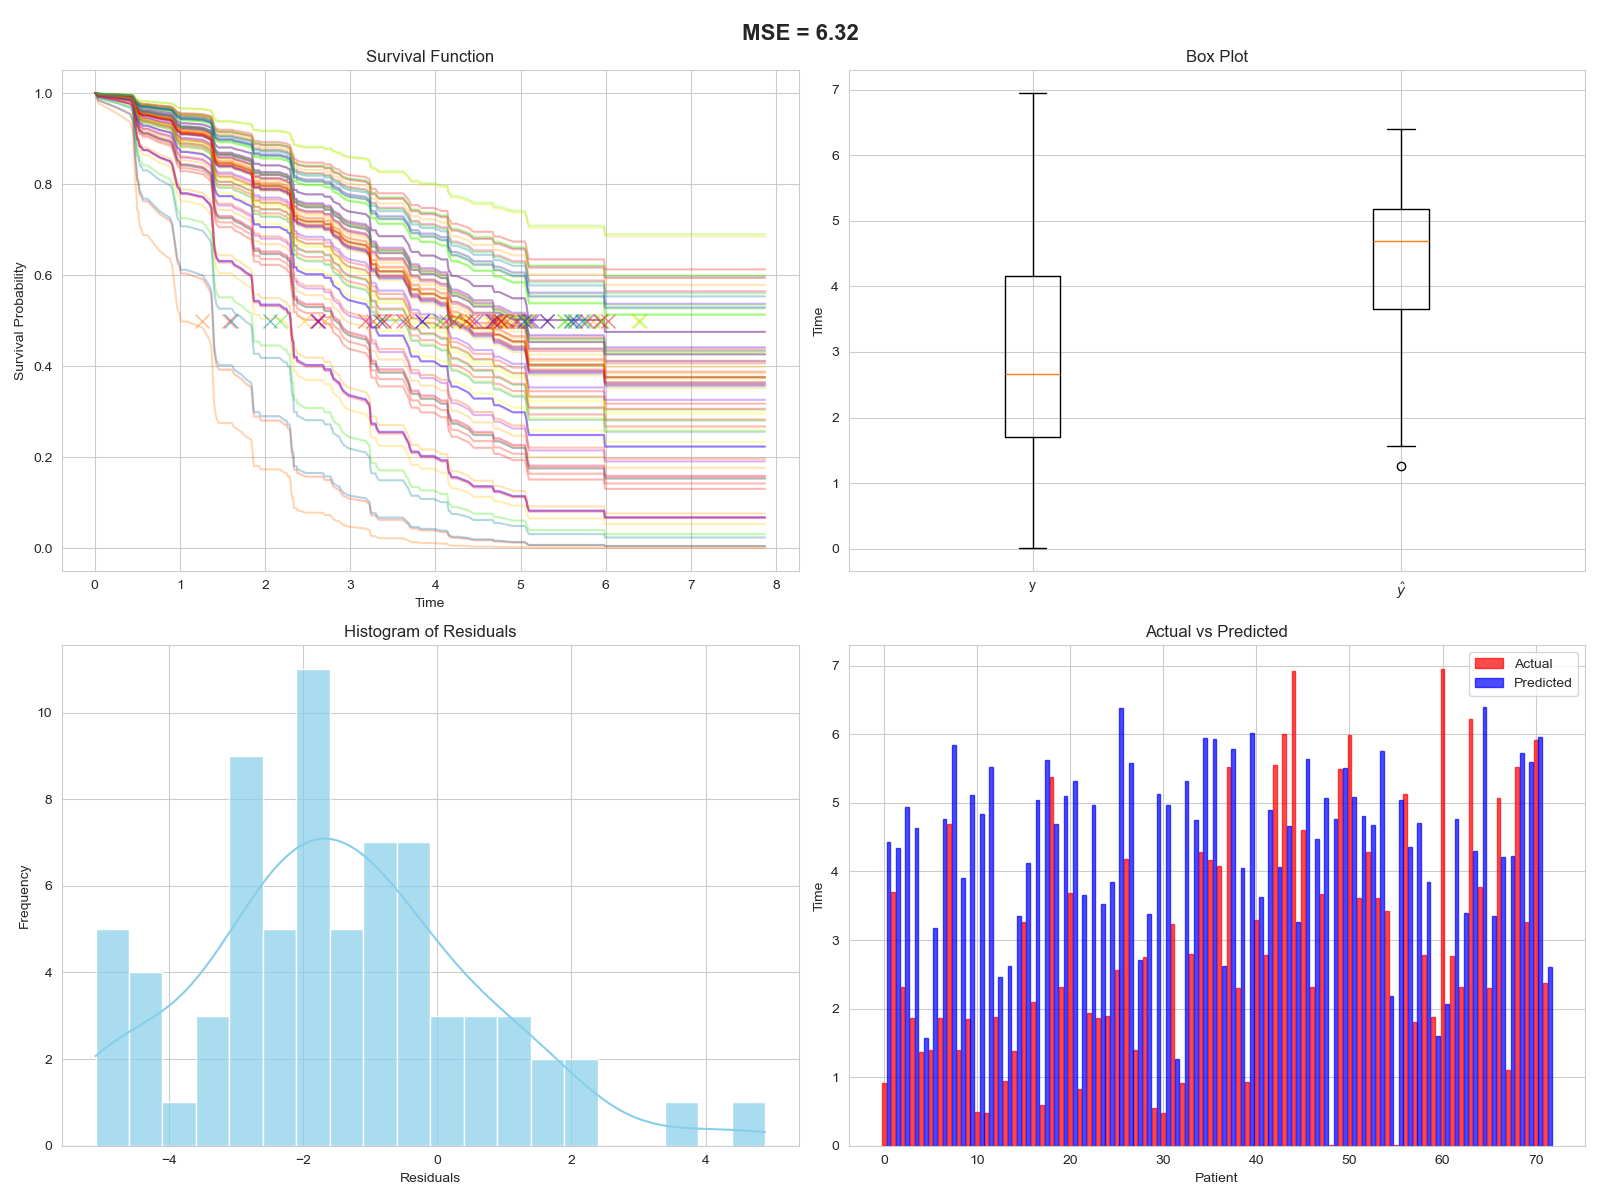 MSE = 6.32
Survival Function
Survival Probability
1.0
0.8
0.6
0.4
0.2
0.0
0 1 2 3 4 5 6 7 8
Time
Box Plot
Time
7
6
5
4
3
2
1
0
y ŷ
Histogram of Residuals
Frequency
10
8
6
4
2
0
−4 −2 0 2 4
Residuals
Actual vs Predicted
Actual
Predicted
Time
7
6
5
4
3
2
1
0
0 10 20 30 40 50 60 70
Patient